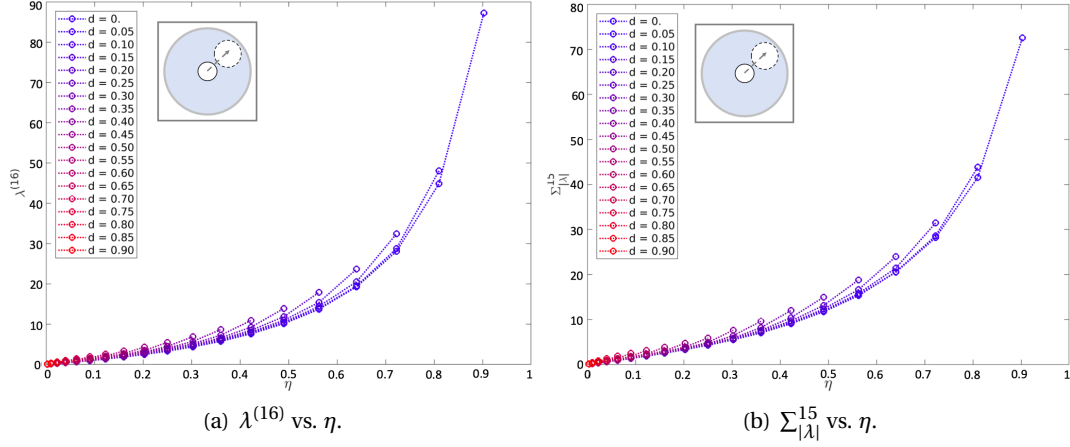 90
80
70
60
50
40
30
20
10
0
λ(16)
d = 0.
d = 0.05
d = 0.10
d = 0.15
d = 0.20
d = 0.25
d = 0.30
d = 0.35
d = 0.40
d = 0.45
d = 0.50
d = 0.55
d = 0.60
d = 0.65
d = 0.70
d = 0.75
d = 0.80
d = 0.85
d = 0.90
0 0.1 0.2 0.3 0.4 0.5 0.6 0.7 0.8 0.9 1
η
(a) λ(16) vs. η.
80
70
60
50
40
30
20
10
0
Σ15|λ|
d = 0.
d = 0.05
d = 0.10
d = 0.15
d = 0.20
d = 0.25
d = 0.30
d = 0.35
d = 0.40
d = 0.45
d = 0.50
d = 0.55
d = 0.60
d = 0.65
d = 0.70
d = 0.75
d = 0.80
d = 0.85
d = 0.90
0 0.1 0.2 0.3 0.4 0.5 0.6 0.7 0.8 0.9 1
η
(b) Σ15|λ| vs. η.